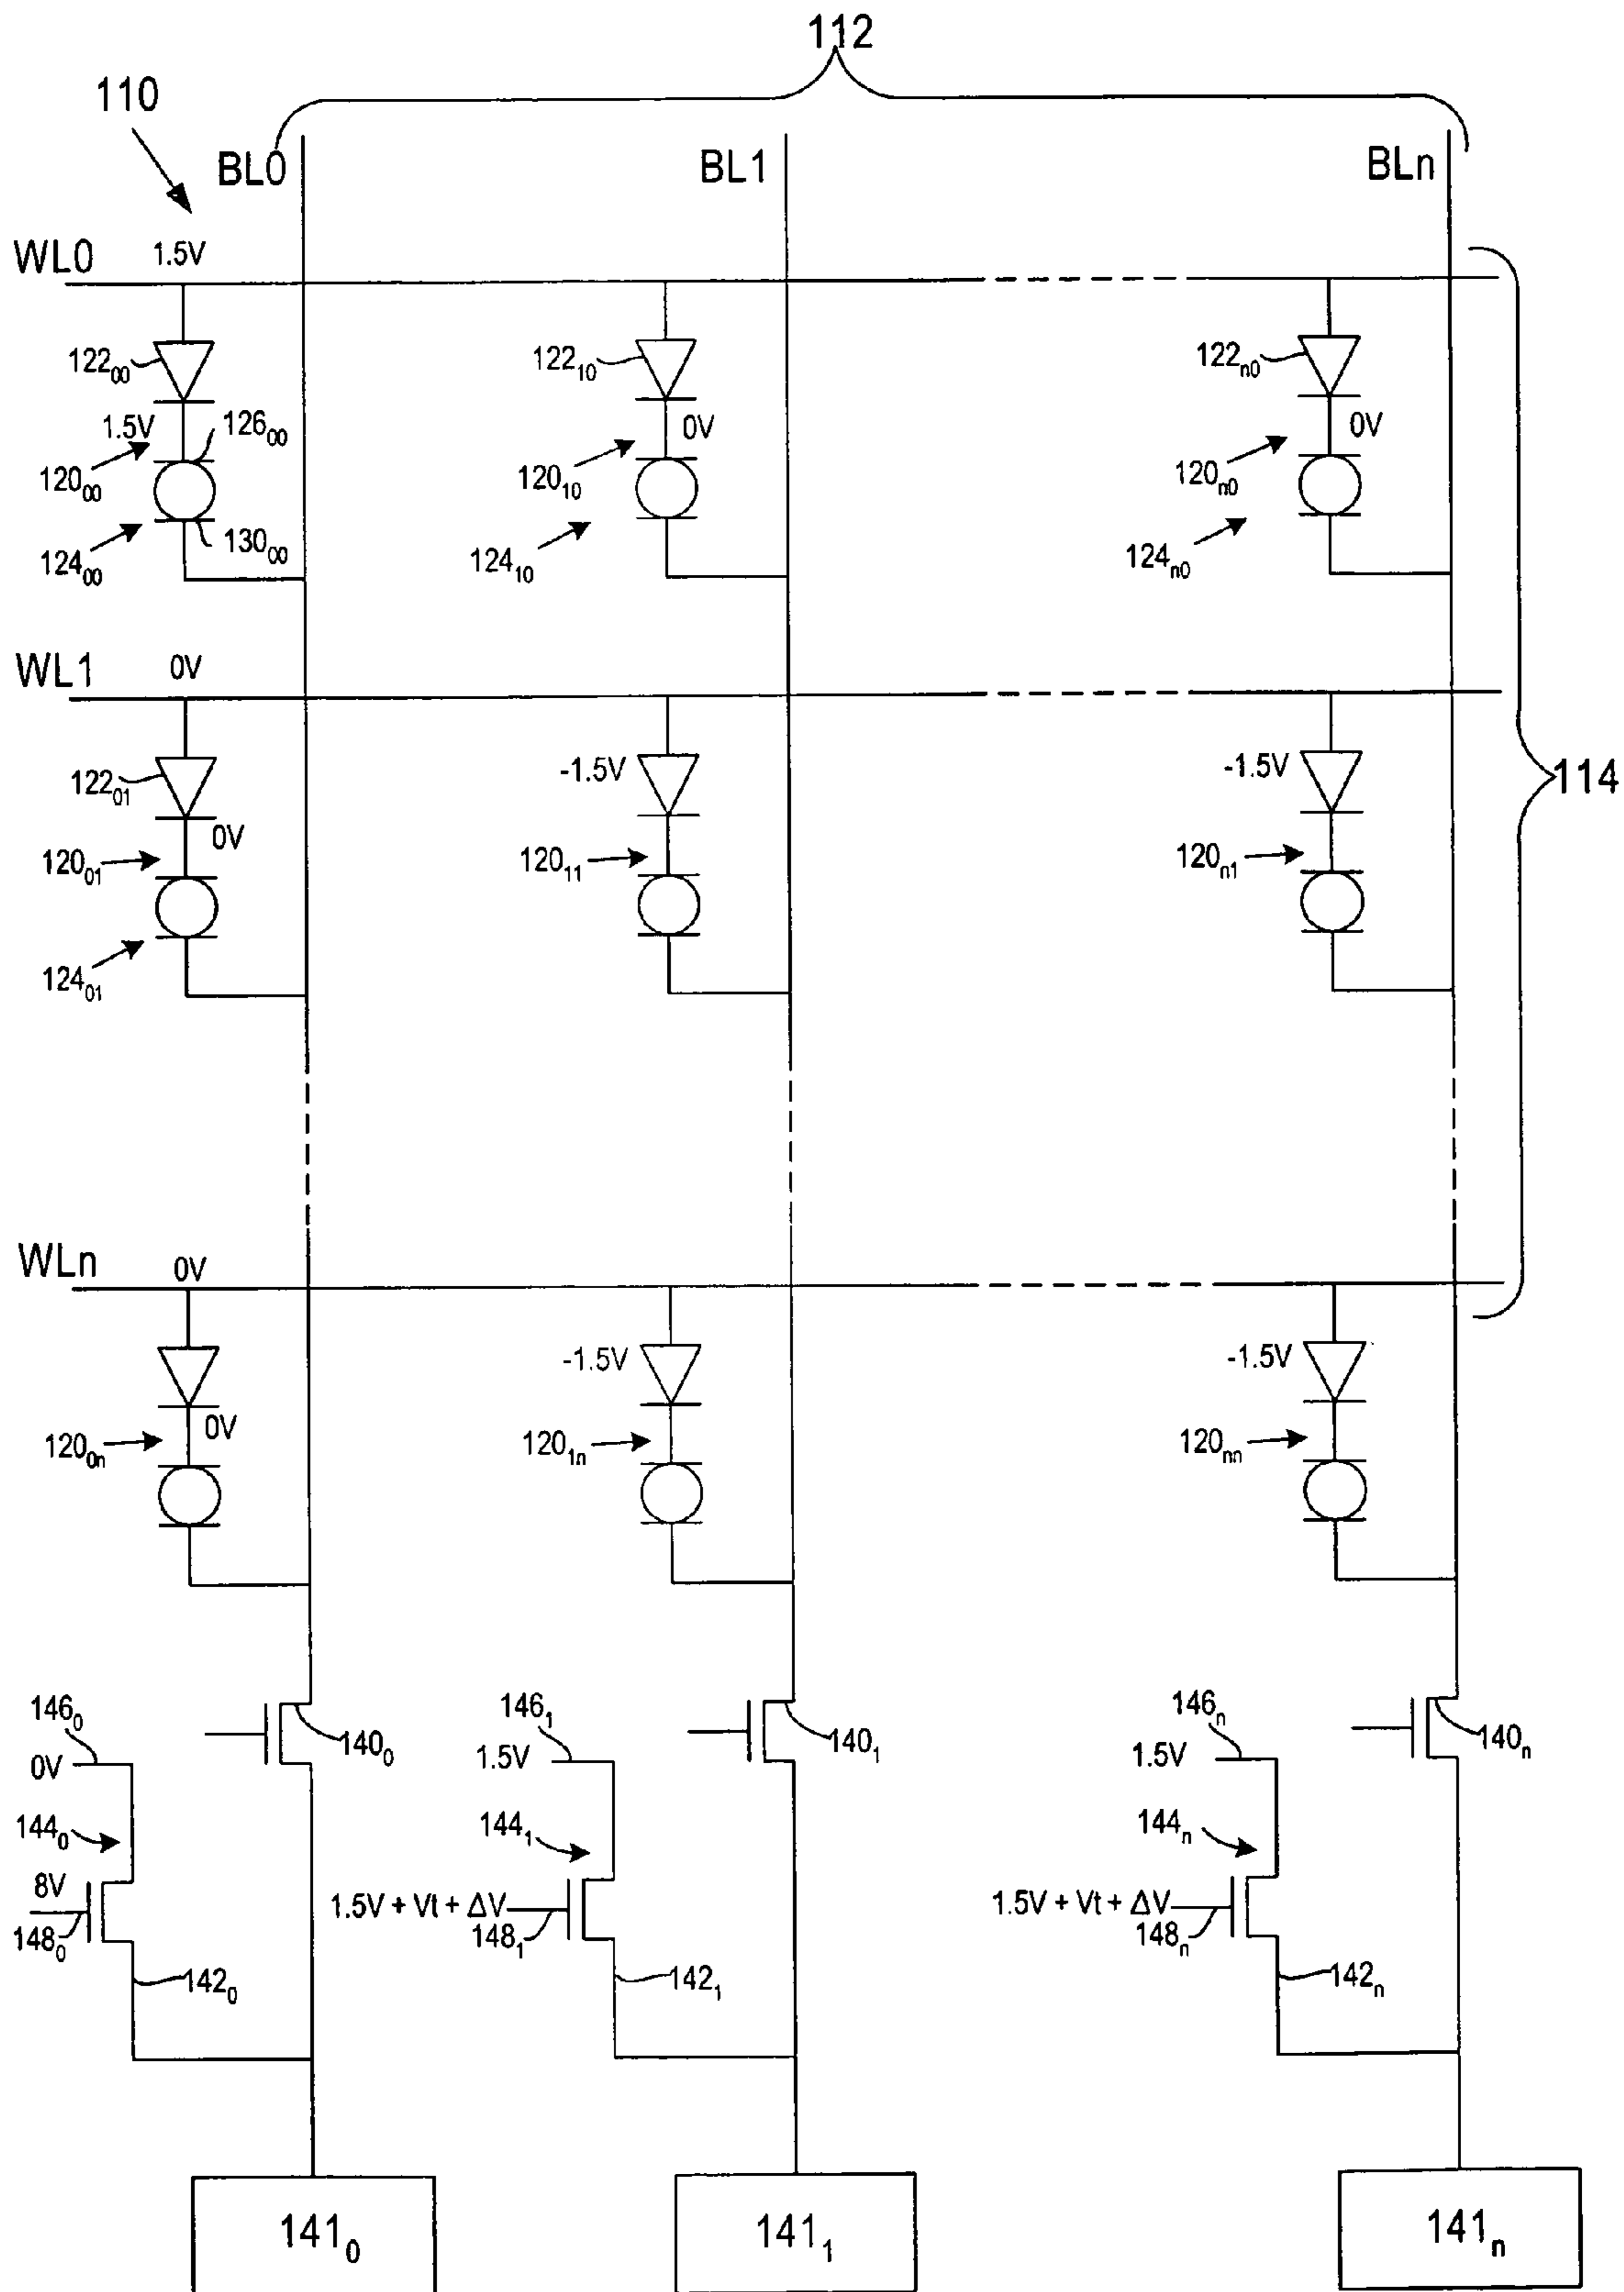 112
110
BL0 BL1 BLn
WL0 1.5V
122₀₀ 122₁₀ 122ₙ₀
1.5V 126₀₀ 0V 0V
120₀₀ 120₁₀ 120ₙ₀
124₀₀ 130₀₀ 124₁₀ 124ₙ₀
WL1 0V
122₀₁ -1.5V -1.5V 114
0V
120₀₁ 120₁₁ 120ₙ₁
124₀₁
WLn 0V
-1.5V -1.5V
0V
120₀ₙ 120₁ₙ 120ₙₙ
146₀ 146₁ 146ₙ
140₀ 140₁ 140ₙ
0V 1.5V 1.5V
144₀ 144₁ 144ₙ
8V 1.5V + Vt + ΔV 1.5V + Vt + ΔV
148₀ 148₁ 148ₙ
142₀ 142₁ 142ₙ
141₀ 141₁ 141ₙ